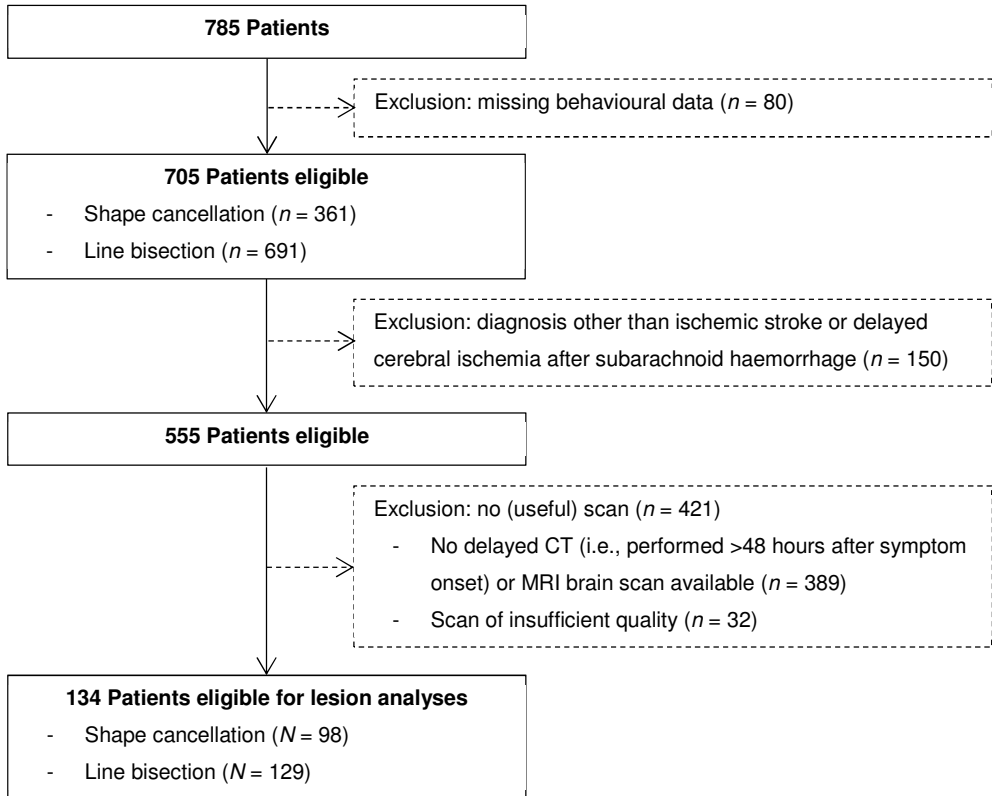 785 Patients
Exclusion: missing behavioural data (n = 80)
705 Patients eligible
- Shape cancellation (n = 361)
- Line bisection (n = 691)
Exclusion: diagnosis other than ischemic stroke or delayed
cerebral ischemia after subarachnoid haemorrhage (n = 150)
555 Patients eligible
Exclusion: no (useful) scan (n = 421)
- No delayed CT (i.e., performed >48 hours after symptom
onset) or MRI brain scan available (n = 389)
- Scan of insufficient quality (n = 32)
134 Patients eligible for lesion analyses
- Shape cancellation (N = 98)
- Line bisection (N = 129)